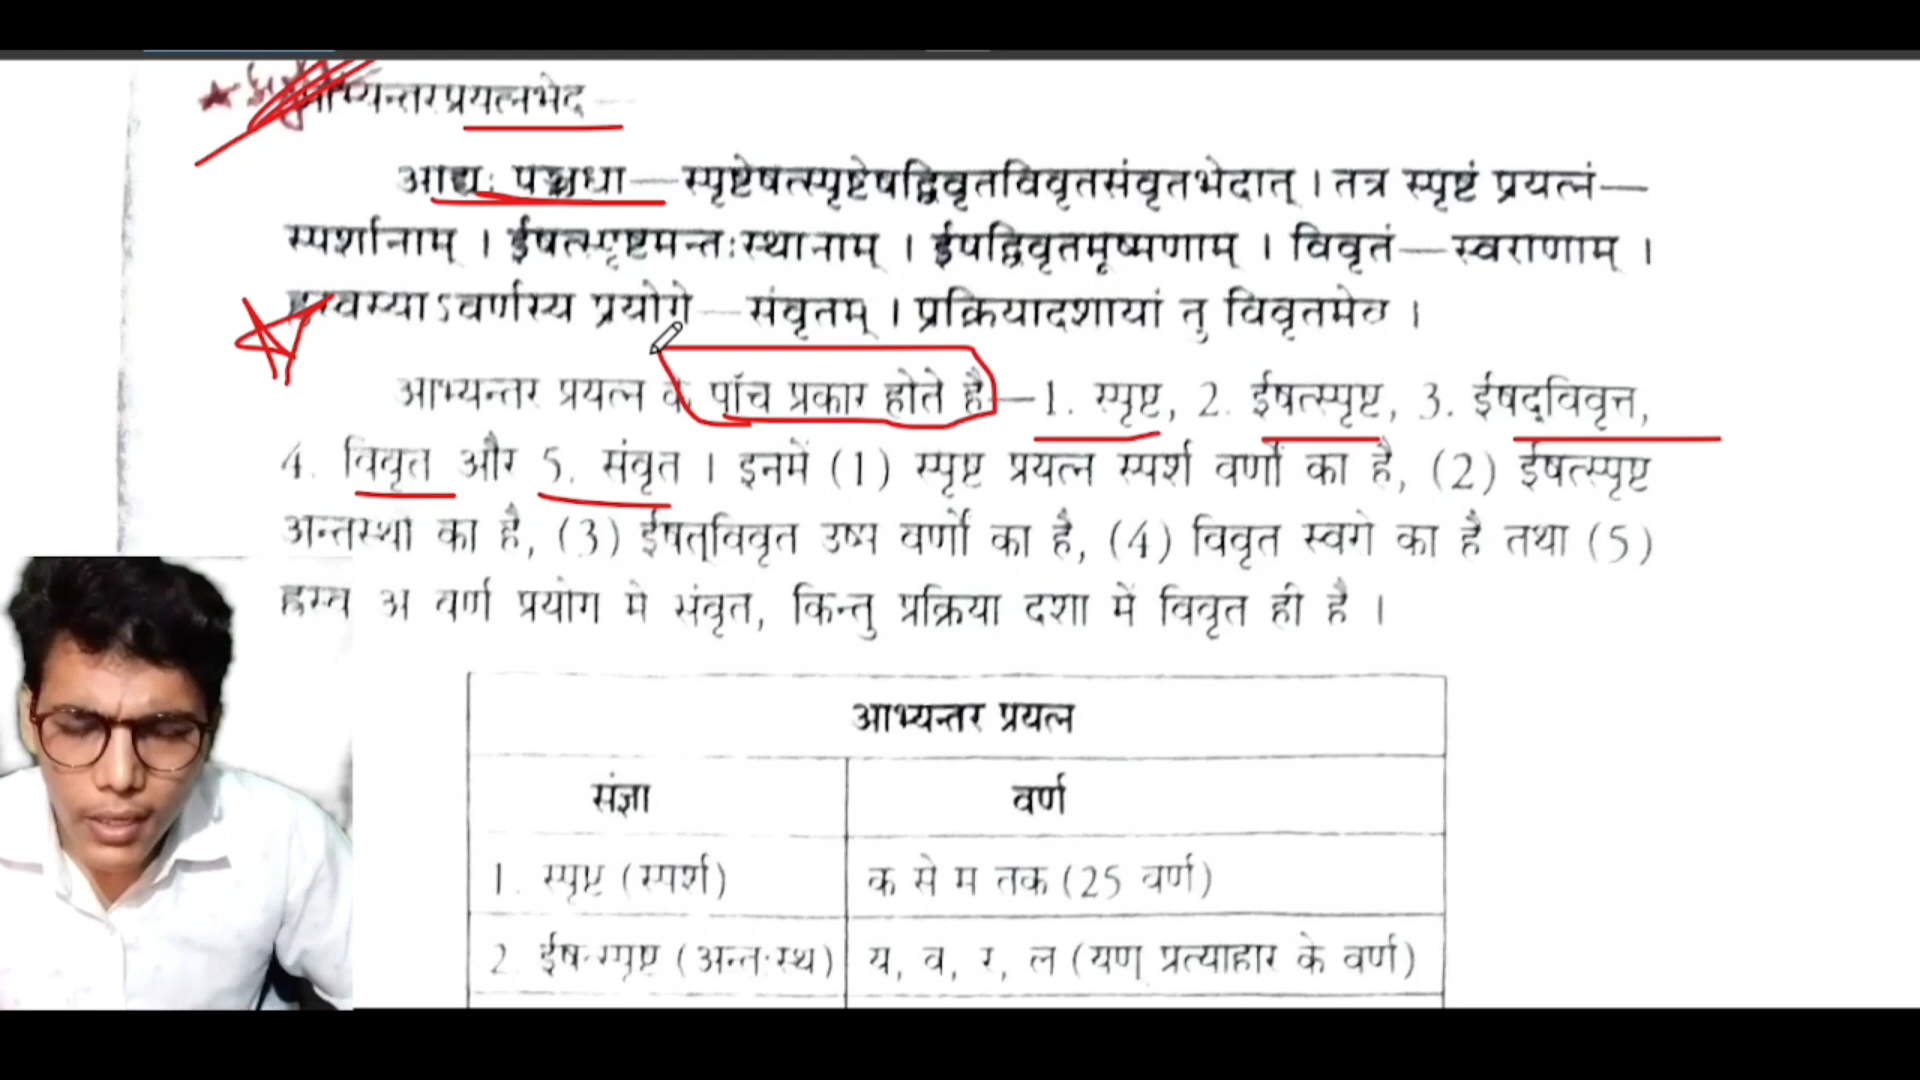 आभ्यन्तरप्रयत्नभेद —
आद्यः पञ्चधा—स्पृष्टेषत्स्पृष्टेषद्विवृतविवृतसंवृतभेदात् । तत्र स्पृष्टं प्रयत्नं—
स्पर्शानाम् । ईषत्स्पृष्टमन्तःस्थानाम् । ईषद्विवृतमूष्मणाम् । विवृतं—स्वराणाम् ।
ह्रस्वस्याऽवर्णस्य प्रयोगे—संवृतम् । प्रक्रियादशायां तु विवृतमेव ।
आभ्यन्तर प्रयत्न के पाँच प्रकार होते है—1. स्पृष्ट, 2. ईषत्स्पृष्ट, 3. ईषद्‌विवृत्त,
4. विवृत और 5. संवृत । इनमें (1) स्पृष्ट प्रयत्न स्पर्श वर्णों का है, (2) ईषत्स्पृष्ट
अन्तस्थो का है, (3) ईषत्‌विवृत उष्म वर्णों का है, (4) विवृत स्वरों का है तथा (5)
ह्रस्व अ वर्ण प्रयोग मे संवृत, किन्तु प्रक्रिया दशा में विवृत ही है ।
आभ्यन्तर प्रयत्न
संज्ञा वर्ण
1. स्पृष्ट (स्पर्श) क से म तक (25 वर्ण)
2. ईषत्स्पृष्ट (अन्तःस्थ) य, व, र, ल (यण् प्रत्याहार के वर्ण)